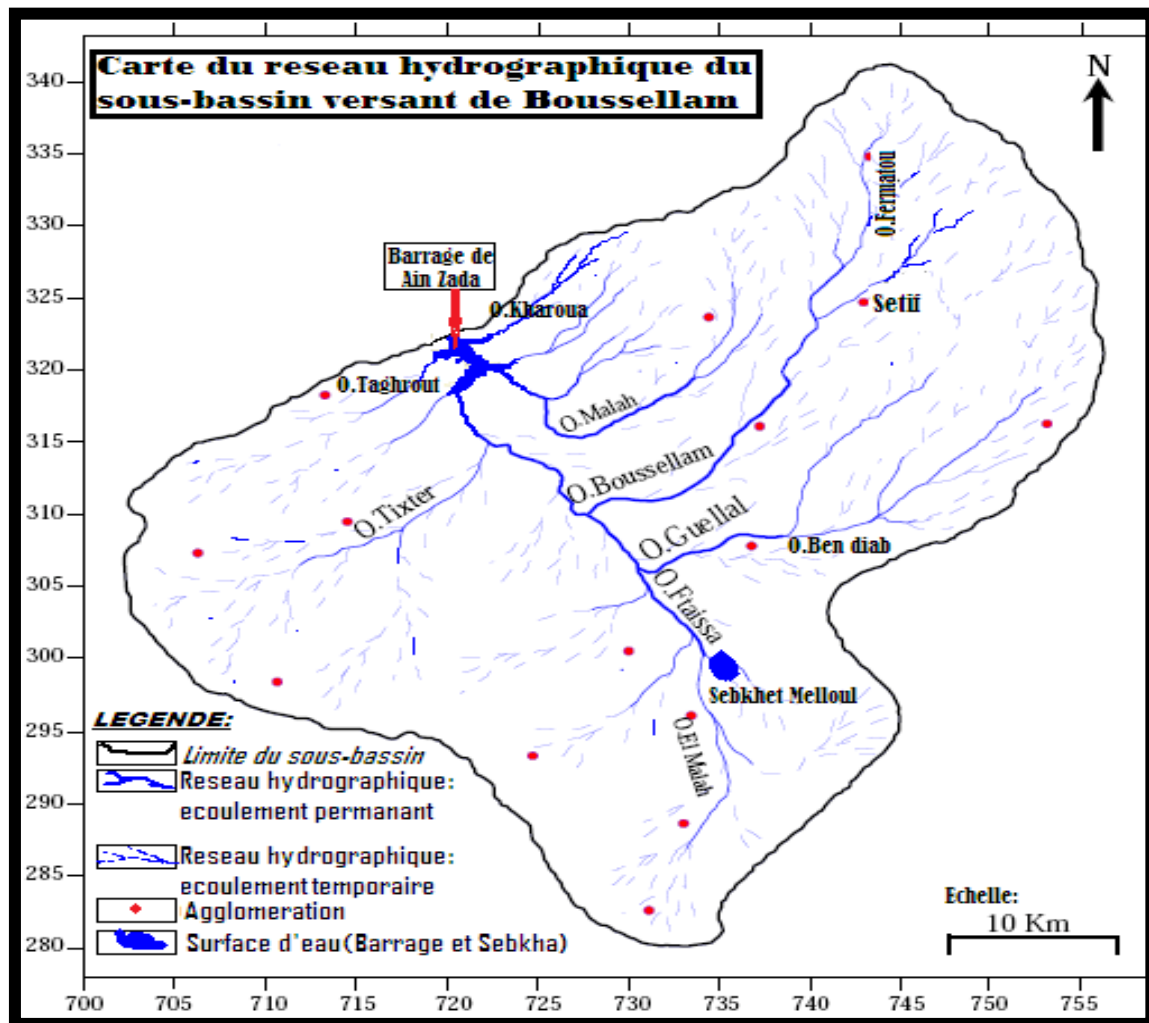 Carte du reseau hydrographique du
sous-bassin versant de Boussellam
N
340
335
330
325
320
315
310
305
300
295
290
285
280
Barrage de
Ain Zada
O.Kharoua
O.Fermatou
Setif
O.Taghrout
O.Malah
O.Boussellam
O.Tixter
O.Guellal
O.Ben diab
O.Ftaissa
Sebkhet Melloul
O.El Malah
LEGENDE:
Limite du sous-bassin
Reseau hydrographique:
ecoulement permanant
Reseau hydrographique:
ecoulement temporaire
Agglomeration
Surface d'eau(Barrage et Sebkha)
Echelle:
10 Km
700 705 710 715 720 725 730 735 740 745 750 755